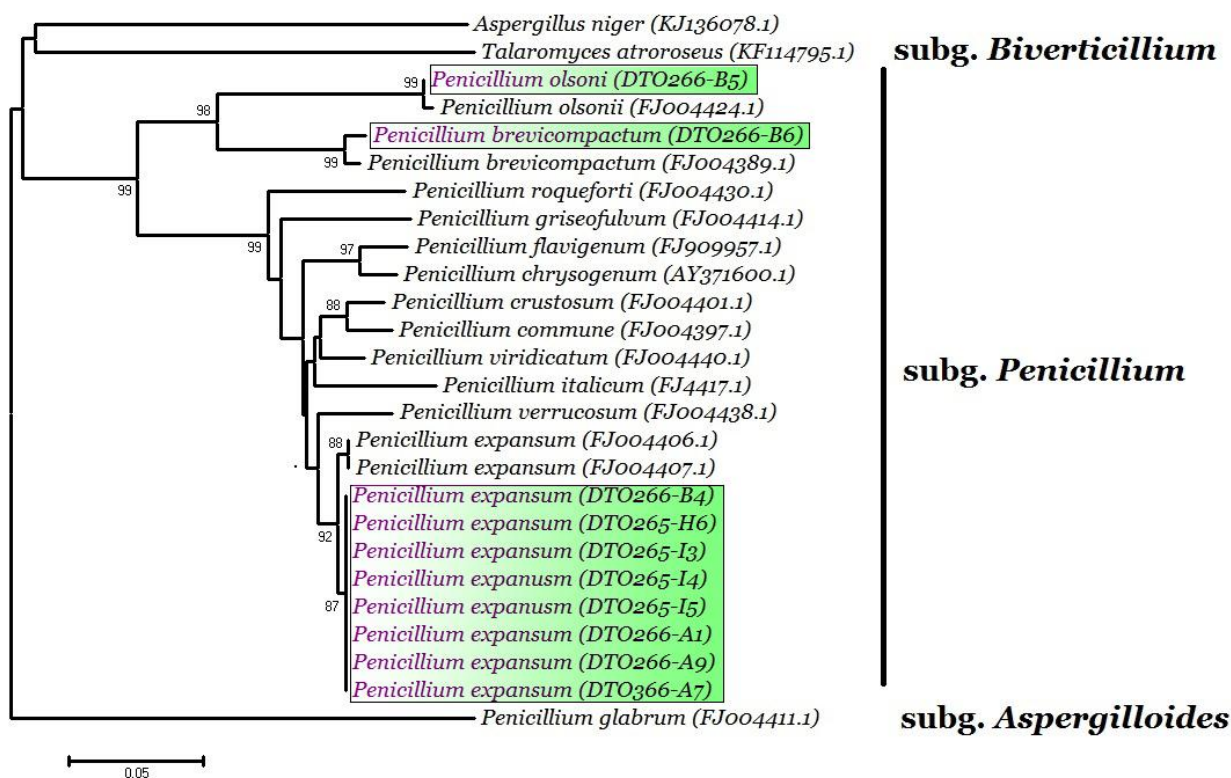 Aspergillus niger (KJ136078.1)
Talaromyces atroroseus (KF114795.1)
subg. Biverticillium
99
Penicillium olsoni (DTO266-B5)
98
Penicillium olsonii (FJ004424.1)
Penicillium brevicompactum (DTO266-B6)
99
Penicillium brevicompactum (FJ004389.1)
99
Penicillium roqueforti (FJ004430.1)
Penicillium griseofulvum (FJ004414.1)
99
97
Penicillium flavigenum (FJ909957.1)
Penicillium chrysogenum (AY371600.1)
88
Penicillium crustosum (FJ004401.1)
Penicillium commune (FJ004397.1)
Penicillium viridicatum (FJ004440.1)
subg. Penicillium
Penicillium italicum (FJ4417.1)
Penicillium verrucosum (FJ004438.1)
88
Penicillium expansum (FJ004406.1)
Penicillium expansum (FJ004407.1)
Penicillium expansum (DTO266-B4)
Penicillium expansum (DTO265-H6)
92
Penicillium expansum (DTO265-I3)
Penicillium expanusm (DTO265-I4)
87
Penicillium expanusm (DTO265-I5)
Penicillium expansum (DTO266-A1)
Penicillium expansum (DTO266-A9)
Penicillium expansum (DTO366-A7)
Penicillium glabrum (FJ004411.1)
subg. Aspergilloides
0.05